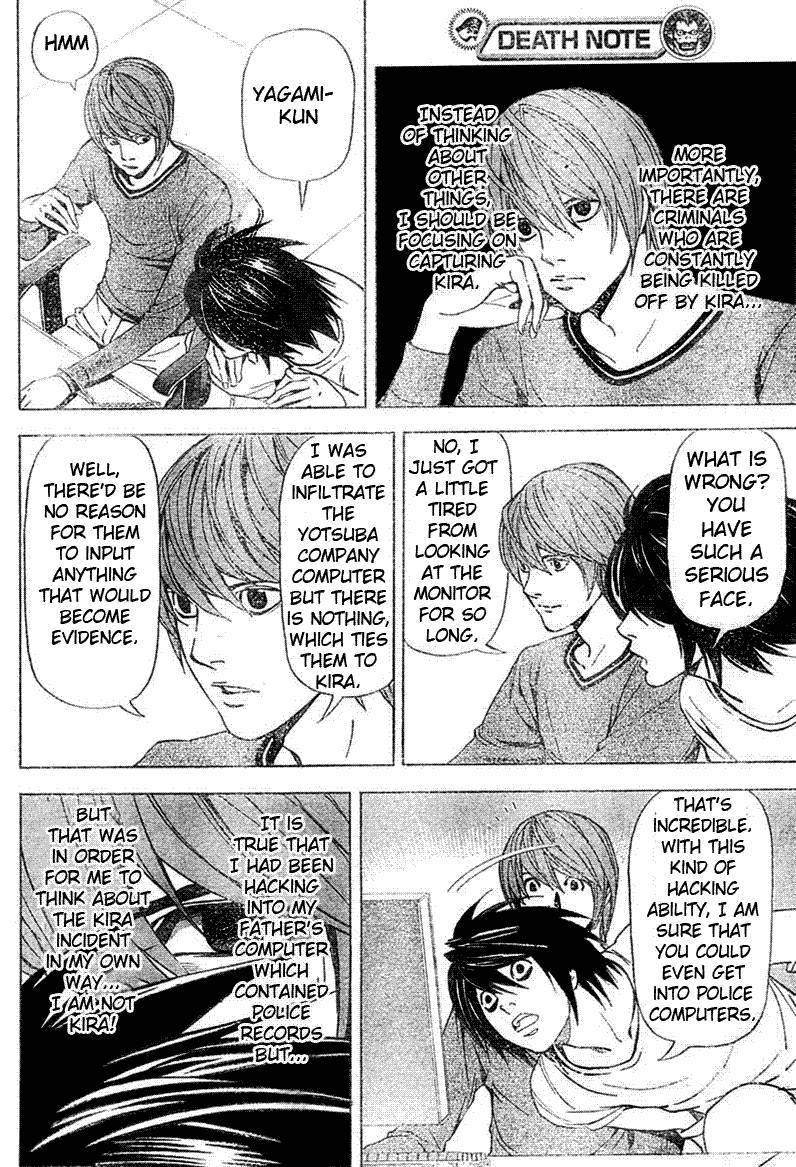 DEATH NOTE
MORE
IMPORTANTLY,
THERE ARE
CRIMINALS
WHO ARE
CONSTANTLY
BEING KILLED
OFF BY KIRA...
INSTEAD
OF THINKING
ABOUT
OTHER
THINGS,
I SHOULD BE
FOCUSING ON
CAPTURING
KIRA.
YAGAMI-
KUN
HMM
WHAT IS
WRONG?
YOU
HAVE
SUCH A
SERIOUS
FACE.
NO, I
JUST GOT
A LITTLE
TIRED
FROM
LOOKING
AT THE
MONITOR
FOR SO
LONG.
I WAS
ABLE TO
INFILTRATE
THE
YOTSUBA
COMPANY
COMPUTER
BUT THERE
IS NOTHING,
WHICH TIES
THEM TO
KIRA.
WELL,
THERE'D BE
NO REASON
FOR THEM
TO INPUT
ANYTHING
THAT WOULD
BECOME
EVIDENCE.
THAT'S
INCREDIBLE.
WITH THIS
KIND OF
HACKING
ABILITY, I AM
SURE THAT
YOU COULD
EVEN GET
INTO POLICE
COMPUTERS.
IT IS
TRUE THAT
I HAD BEEN
HACKING
INTO MY
FATHER'S
COMPUTER
WHICH
CONTAINED
POLICE
RECORDS
BUT...
BUT
THAT WAS
IN ORDER
FOR ME TO
THINK ABOUT
THE KIRA
INCIDENT
IN MY OWN
WAY...
I AM NOT
KIRA!